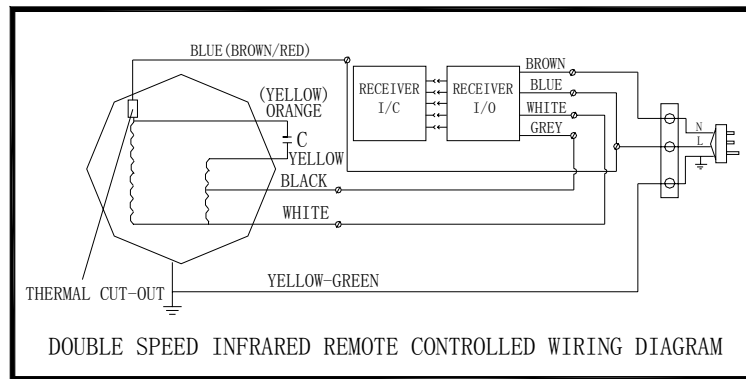 BLUE(BROWN/RED)
(YELLOW)
ORANGE
C
YELLOW
BLACK
WHITE
THERMAL CUT-OUT
YELLOW-GREEN
RECEIVER
I/C
RECEIVER
I/O
BROWN
BLUE
WHITE
GREY
N
L
DOUBLE SPEED INFRARED REMOTE CONTROLLED WIRING DIAGRAM